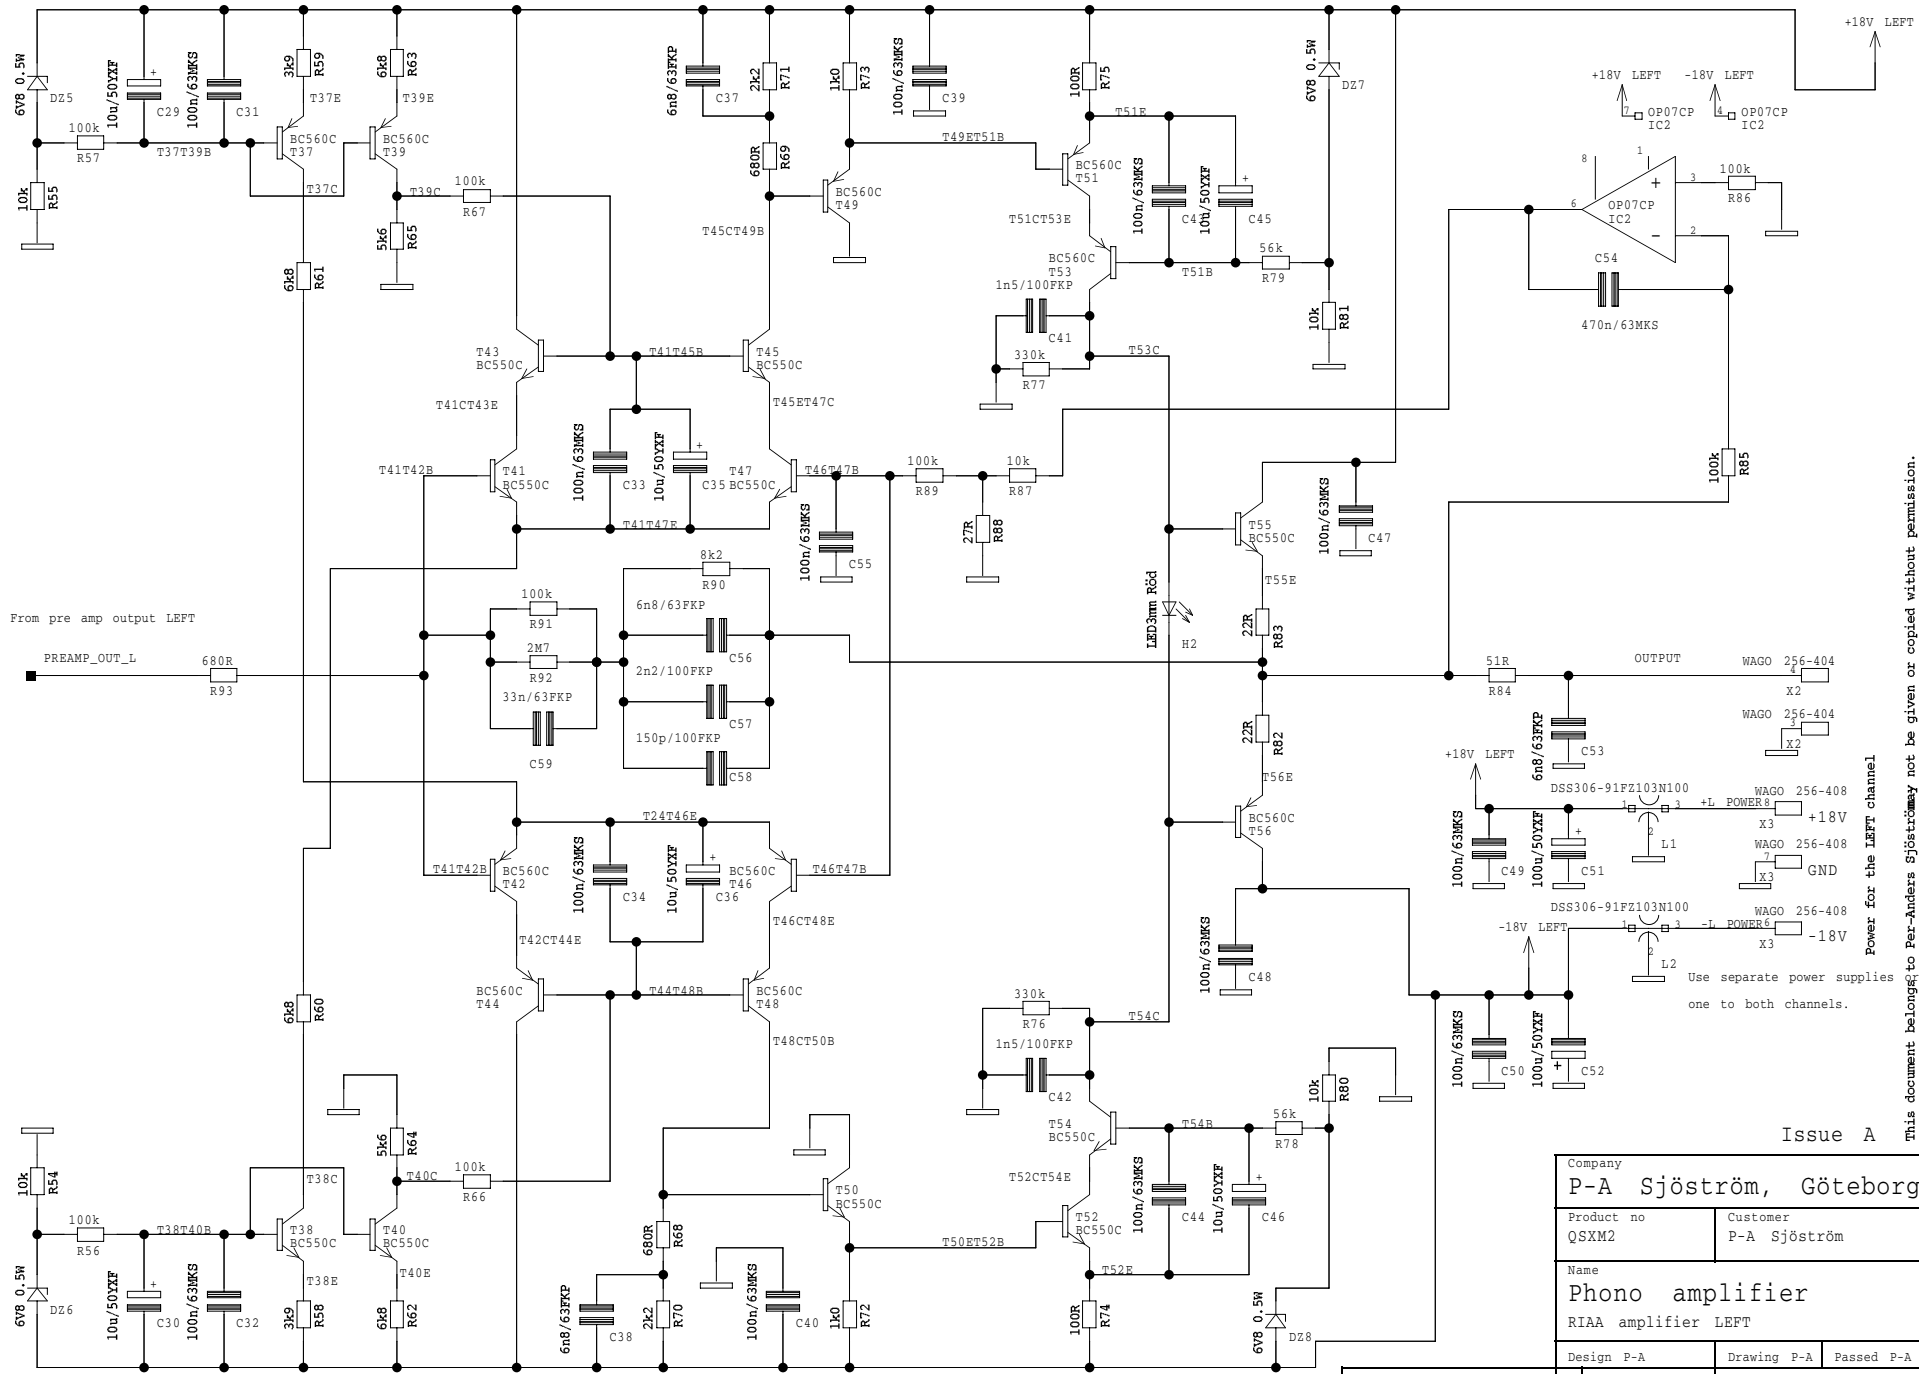 +18V LEFT
+18V LEFT
-18V LEFT
7
OP07CP
IC2
4
OP07CP
IC2
6V8 0.5W
DZ5
10u/50YXF
+
C29
100n/63MKS
C31
3k9
R59
T37E
6k8
R63
T39E
100k
R57
T37T39B
BC560C
T37
BC560C
T39
10k
R55
T37C
T39C
100k
R67
5k6
R65
6k8
R61
6n8/63FKP
C37
2k2
R71
1k0
R73
100n/63MKS
C39
680R
R69
T49ET51B
BC560C
T49
T45CT49B
100R
R75
T51E
BC560C
T51
100n/63MKS
C43
10u/50YXF
+
C45
6V8 0.5W
DZ7
T51CT53E
BC560C
T53
T51B
56k
R79
1n5/100FKP
C41
10k
R81
330k
R77
T53C
8
1
6
OP07CP
IC2
+
-
3
2
100k
R86
C54
470n/63MKS
T43
BC550C
T41T45B
T45
BC550C
T41CT43E
T45ET47C
T41T42B
T41
BC550C
100n/63MKS
C33
10u/50YXF
+
C35
T47
BC550C
T46T47B
100k
R89
10k
R87
T41T47E
100n/63MKS
C55
27R
R88
100k
R85
T55
BC550C
100n/63MKS
C47
T55E
8k2
R90
100k
R91
6n8/63FKP
C56
2M7
R92
2n2/100FKP
C57
33n/63FKP
C59
150p/100FKP
C58
From pre amp output LEFT
PREAMP_OUT_L
680R
R93
LED3mm Röd
H2
22R
R83
22R
R82
T56E
BC560C
T56
51R
R84
OUTPUT
WAGO 256-404
4
X2
WAGO 256-404
3
X2
6n8/63FKP
C53
+18V LEFT
DSS306-91FZ103N100
1
3
2
L1
+L POWER
8
WAGO 256-408
X3
+18V
100n/63MKS
C49
100u/50YXF
+
C51
7
WAGO 256-408
X3
GND
DSS306-91FZ103N100
-18V LEFT
1
3
2
L2
-L POWER
6
WAGO 256-408
X3
-18V
Power for the LEFT channel
Use separate power supplies or
one to both channels.
100n/63MKS
C50
100u/50YXF
+
C52
T24T46E
T41T42B
BC560C
T42
100n/63MKS
C34
10u/50YXF
+
C36
BC560C
T46
T46T47B
T42CT44E
T46CT48E
BC560C
T44
T44T48B
BC560C
T48
100n/63MKS
C48
6k8
R60
T48CT50B
330k
R76
T54C
1n5/100FKP
C42
10k
R80
T54
BC550C
T54B
56k
R78
T52CT54E
100n/63MKS
C44
10u/50YXF
+
C46
5k6
R64
10k
R54
T38C
T40C
100k
R66
100k
R56
T38T40B
T38
BC550C
T40
BC550C
T38E
T40E
6V8 0.5W
DZ6
10u/50YXF
+
C30
100n/63MKS
C32
3k9
R58
6k8
R62
T50
BC550C
680R
R68
T50ET52B
T52
BC550C
T52E
6n8/63FKP
C38
2k2
R70
100n/63MKS
C40
1k0
R72
100R
R74
6V8 0.5W
DZ8
This document belongs to Per-Anders Sjöström may not be given or copied without permission.
Issue A
Company
P-A Sjöström, Göteborg
Product no
QSXM2
Customer
P-A Sjöström
Name
Phono amplifier
RIAA amplifier LEFT
Design P-A
Drawing P-A
Passed P-A